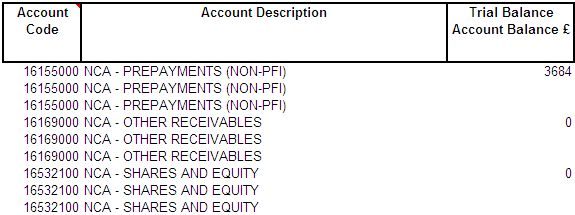 Account Code Account Description Trial Balance Account Balance £
16155000 NCA - PREPAYMENTS (NON-PFI) 3684
16155000 NCA - PREPAYMENTS (NON-PFI)
16155000 NCA - PREPAYMENTS (NON-PFI)
16169000 NCA - OTHER RECEIVABLES 0
16169000 NCA - OTHER RECEIVABLES
16169000 NCA - OTHER RECEIVABLES
16532100 NCA - SHARES AND EQUITY 0
16532100 NCA - SHARES AND EQUITY
16532100 NCA - SHARES AND EQUITY